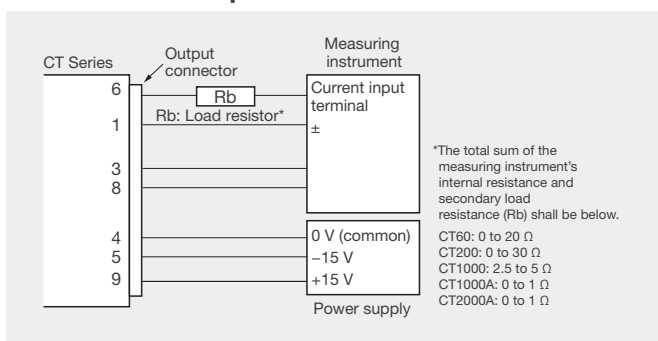 CT Series
Output
connector
Measuring
instrument
6
Rb
Current input
terminal
Rb: Load resistor*
1
±
3
8
4
0 V (common)
5
−15 V
9
+15 V
Power supply
*The total sum of the
measuring instrument's
internal resistance and
secondary load
resistance (Rb) shall be below.
CT60: 0 to 20 Ω
CT200: 0 to 30 Ω
CT1000: 2.5 to 5 Ω
CT1000A: 0 to 1 Ω
CT2000A: 0 to 1 Ω